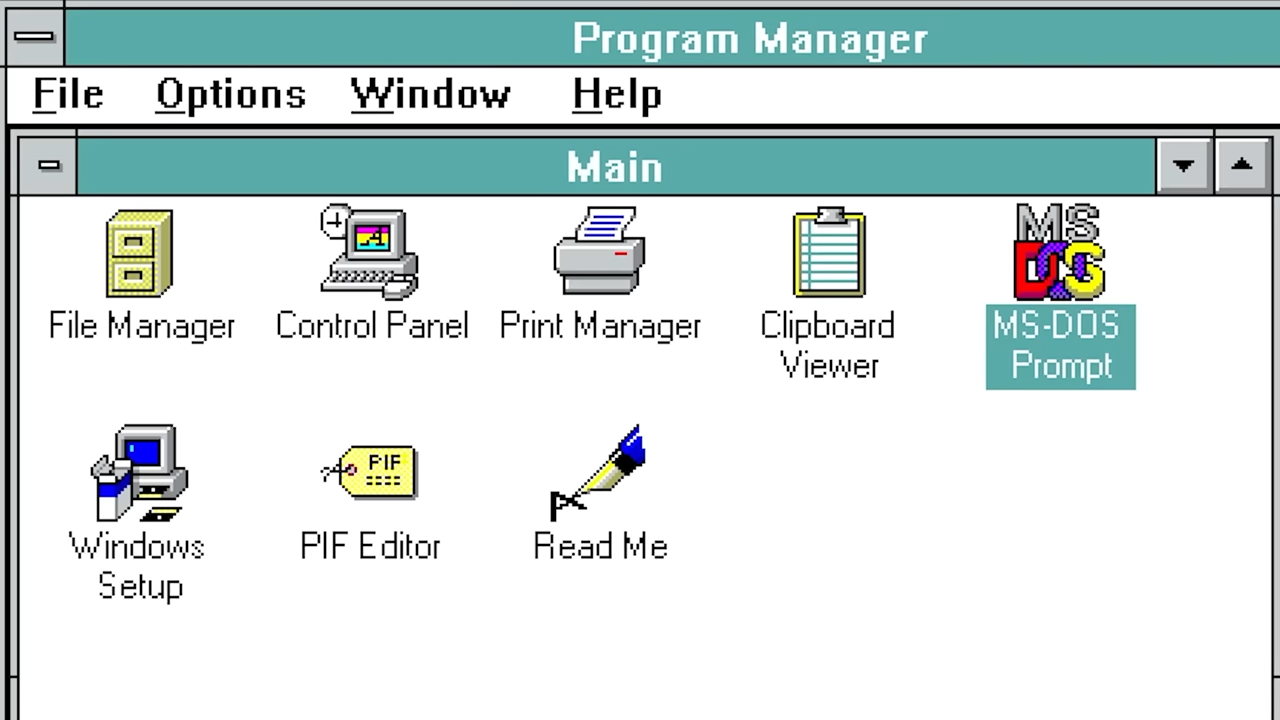 Program Manager
File Options Window Help
Main
MS
DOS
File Manager Control Panel Print Manager Clipboard Viewer MS-DOS Prompt
PIF
Windows Setup PIF Editor Read Me